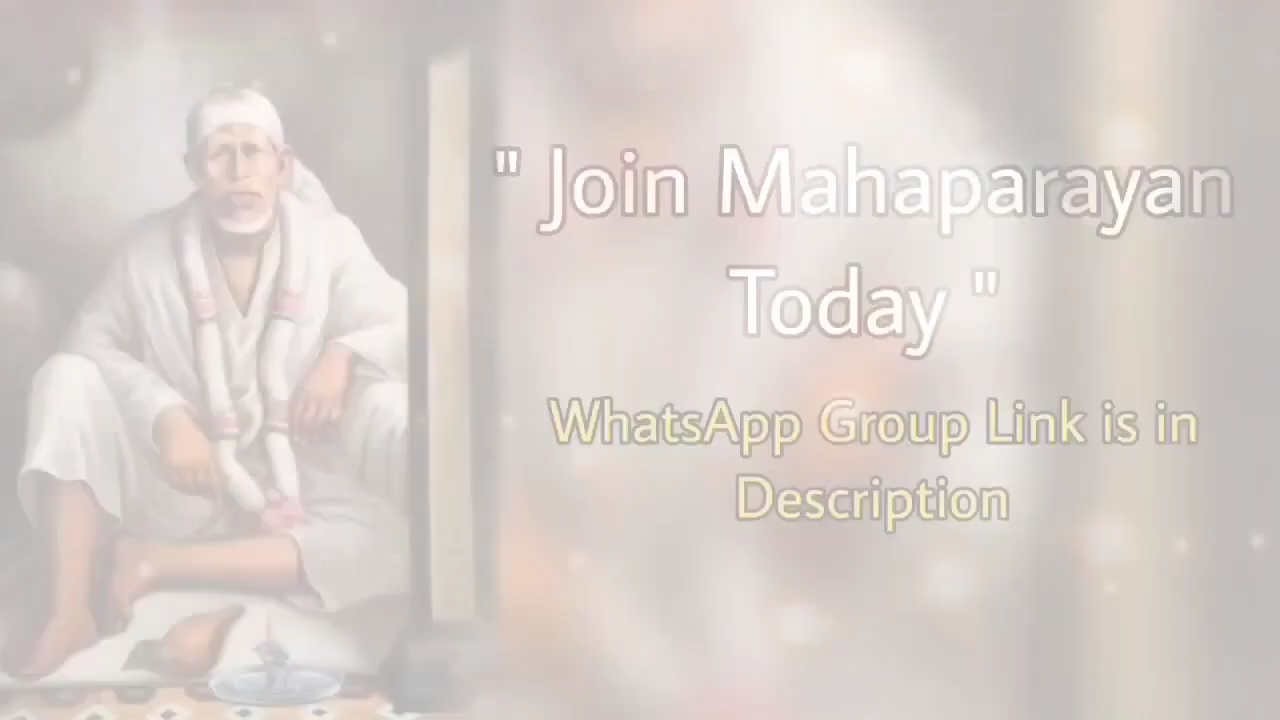 " Join Mahaparayan
Today "
WhatsApp Group Link is in
Description